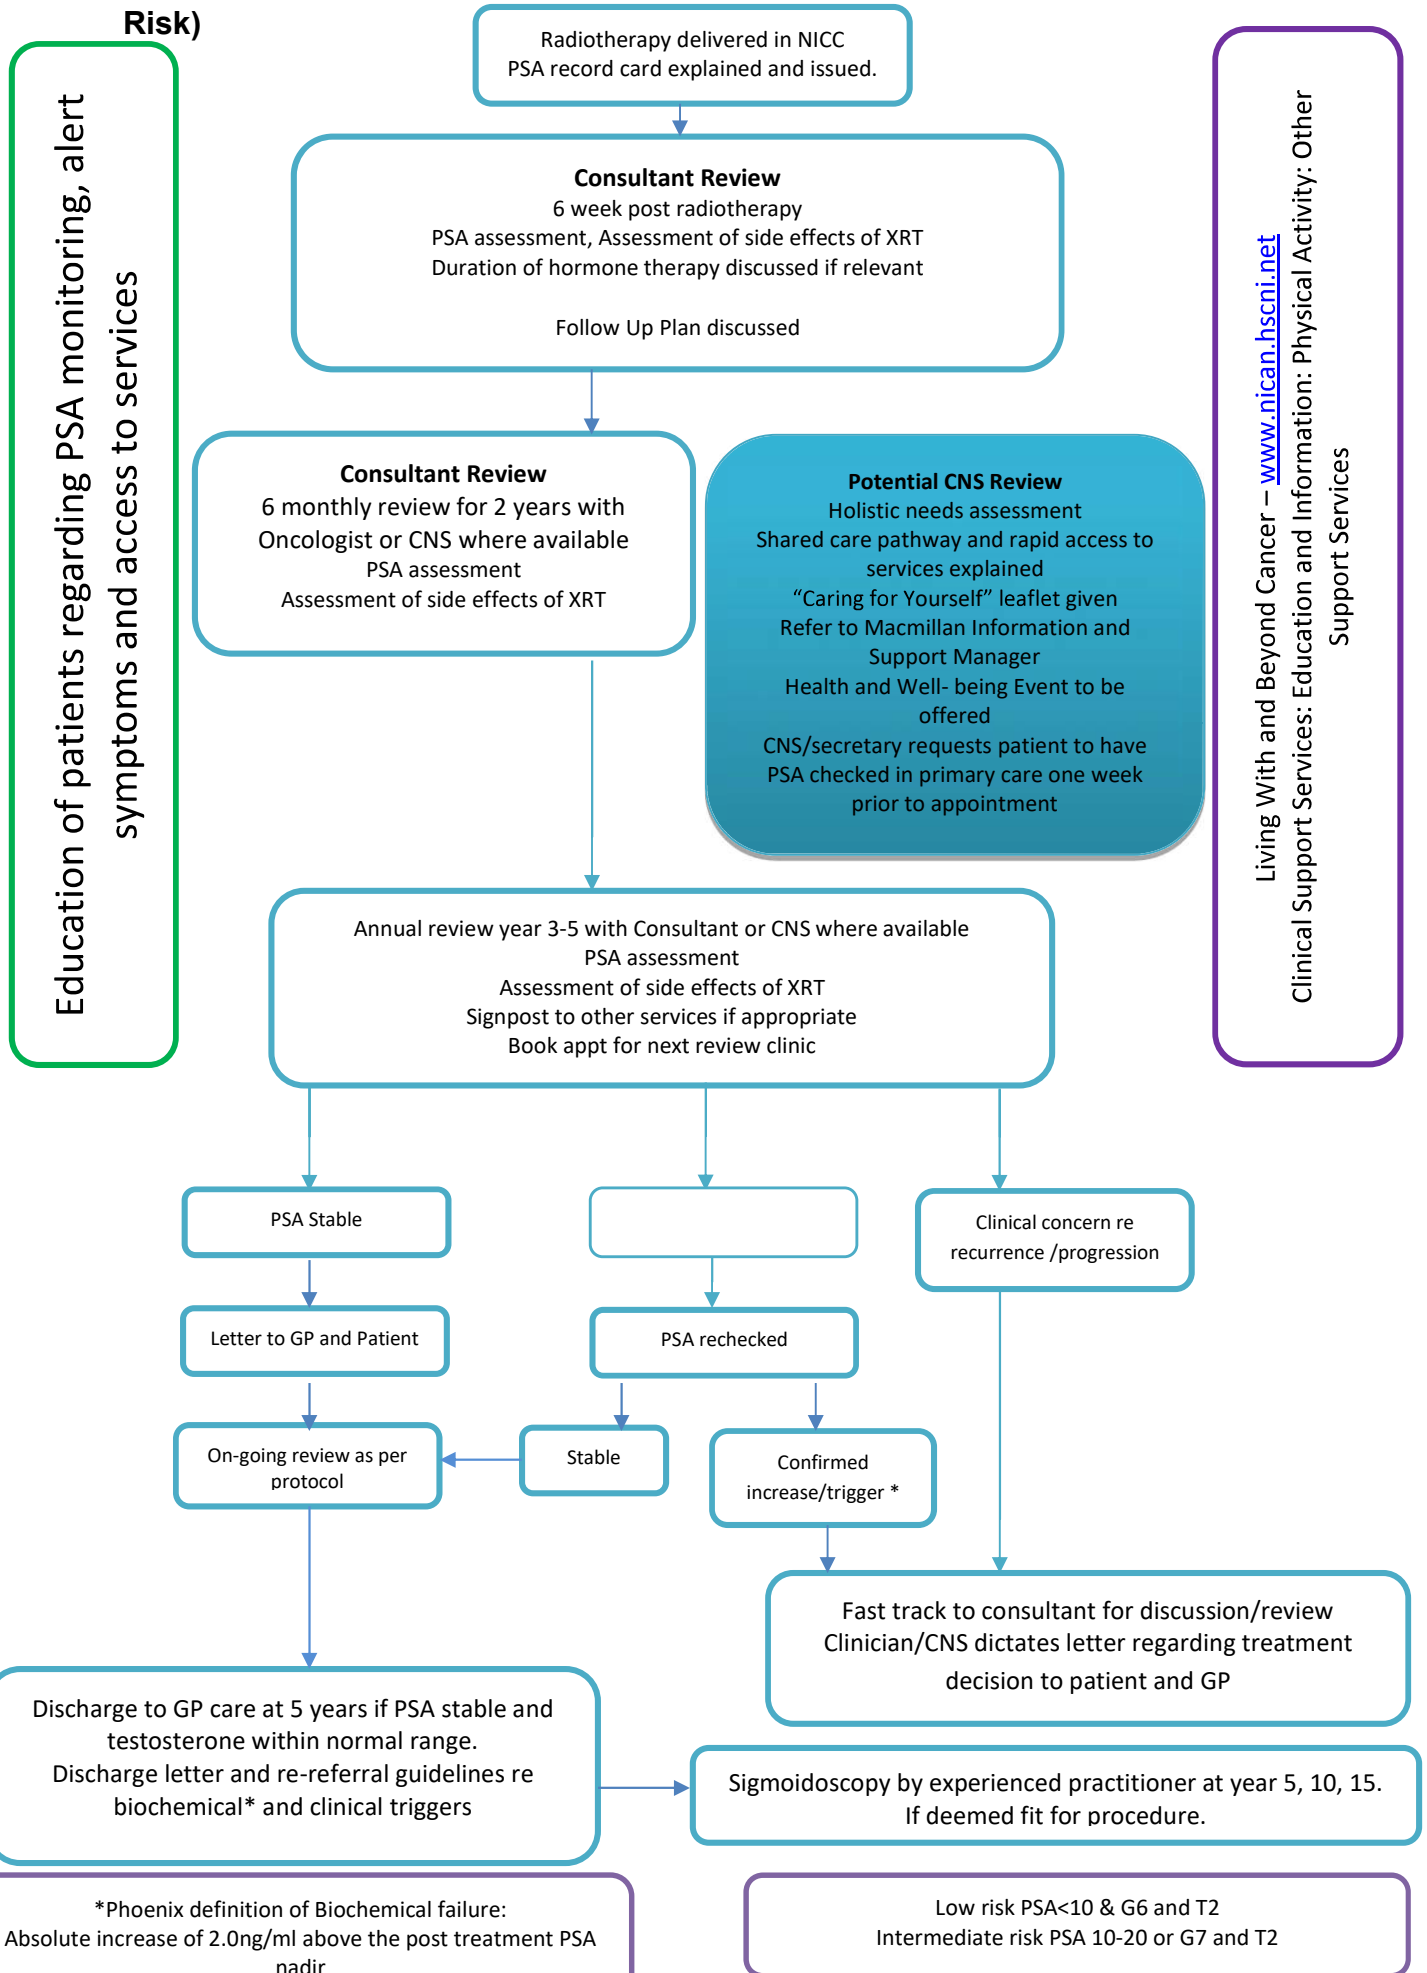 Risk)
Radiotherapy delivered in NICC
PSA record card explained and issued.
Education of patients regarding PSA monitoring, alert
symptoms and access to services
Consultant Review
6 week post radiotherapy
PSA assessment, Assessment of side effects of XRT
Duration of hormone therapy discussed if relevant
Follow Up Plan discussed
Living With and Beyond Cancer – www.nican.hscni.net
Clinical Support Services: Education and Information: Physical Activity: Other
Support Services
Consultant Review
6 monthly review for 2 years with
Oncologist or CNS where available
PSA assessment
Assessment of side effects of XRT
Potential CNS Review
Holistic needs assessment
Shared care pathway and rapid access to
services explained
“Caring for Yourself” leaflet given
Refer to Macmillan Information and
Support Manager
Health and Well- being Event to be
offered
CNS/secretary requests patient to have
PSA checked in primary care one week
prior to appointment
Annual review year 3-5 with Consultant or CNS where available
PSA assessment
Assessment of side effects of XRT
Signpost to other services if appropriate
Book appt for next review clinic
PSA Stable
Clinical concern re
recurrence /progression
Letter to GP and Patient
PSA rechecked
On-going review as per
protocol
Stable
Confirmed
increase/trigger *
Fast track to consultant for discussion/review
Clinician/CNS dictates letter regarding treatment
decision to patient and GP
Discharge to GP care at 5 years if PSA stable and
testosterone within normal range.
Discharge letter and re-referral guidelines re
biochemical* and clinical triggers
Sigmoidoscopy by experienced practitioner at year 5, 10, 15.
If deemed fit for procedure.
*Phoenix definition of Biochemical failure:
Absolute increase of 2.0ng/ml above the post treatment PSA
nadir
Low risk PSA<10 & G6 and T2
Intermediate risk PSA 10-20 or G7 and T2